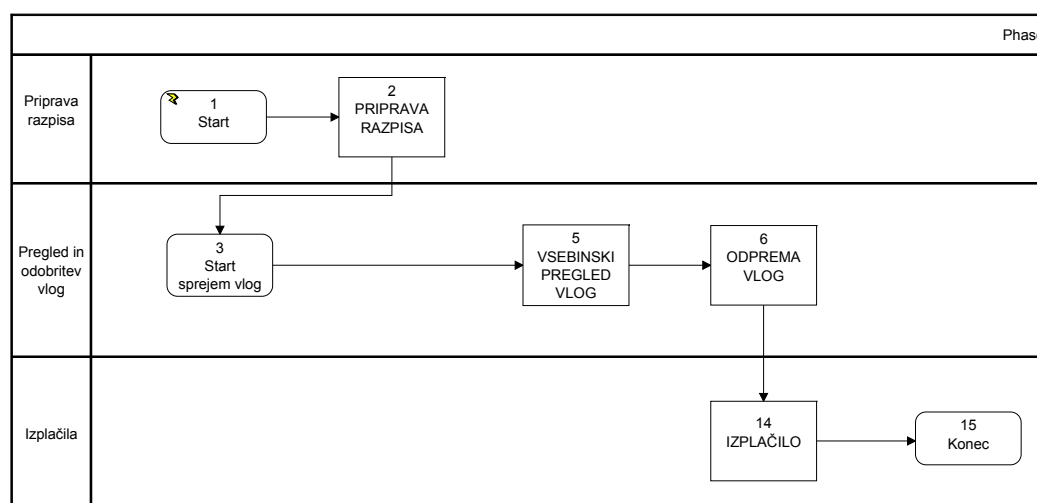 Phase
Priprava
razpisa
1
Start
2
PRIPRAVA
RAZPISA
Pregled in
odobritev
vlog
3
Start
sprejem vlog
5
VSEBINSKI
PREGLED
VLOG
6
ODPREMA
VLOG
Izplačila
14
IZPLAČILO
15
Konec